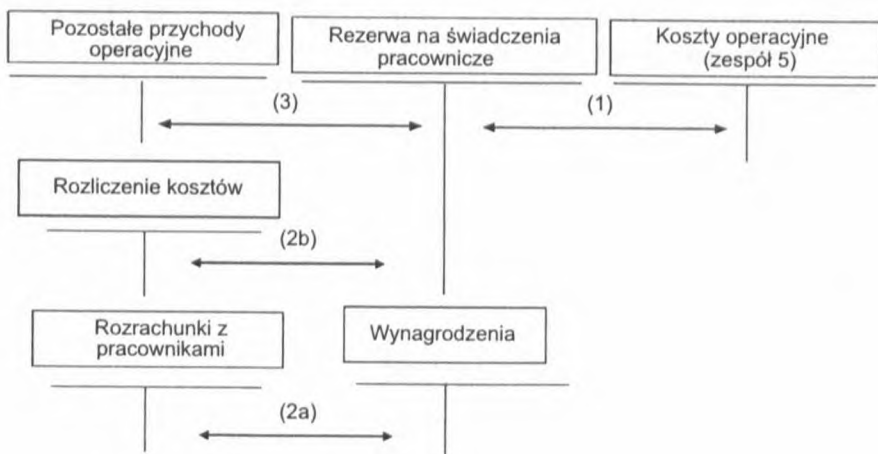 Pozostałe przychody
operacyjne
Rezerwa na świadczenia
pracownicze
Koszty operacyjne
(zespół 5)
(3)
(1)
Rozliczenie kosztów
(2b)
Rozrachunki z
pracownikami
Wynagrodzenia
(2a)